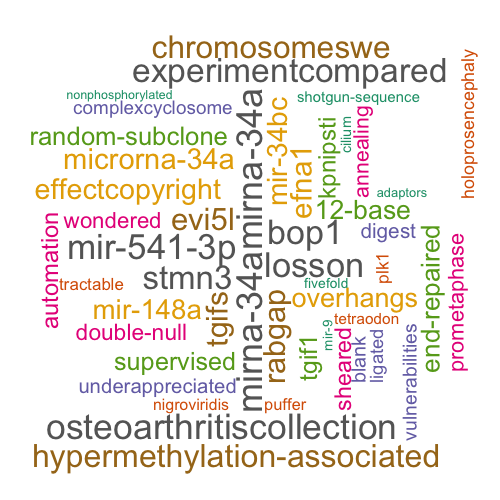 chromosomeswe
experimentcompared
nonphosphorylated
shotgun-sequence
complexcyclosome
holoprosencephaly
random-subclone
mirna-34amirna-34a
mir-34bc
efna1
kpnipsti
cilium
annealing
microrna-34a
effectcopyright
adaptors
12-base
wondered
evi5l
bop1
digest
automation
mir-541-3p
losson
end-repaired
prometaphase
stmn3
plk1
tractable
fivefold
mir-148a
tgifs
rabgap
overhangs
tetraodon
double-null
tgif1
mir-9
sheared
blank
ligated
vulnerabilities
supervised
underappreciated
nigroviridis
puffer
osteoarthritiscollection
hypermethylation-associated